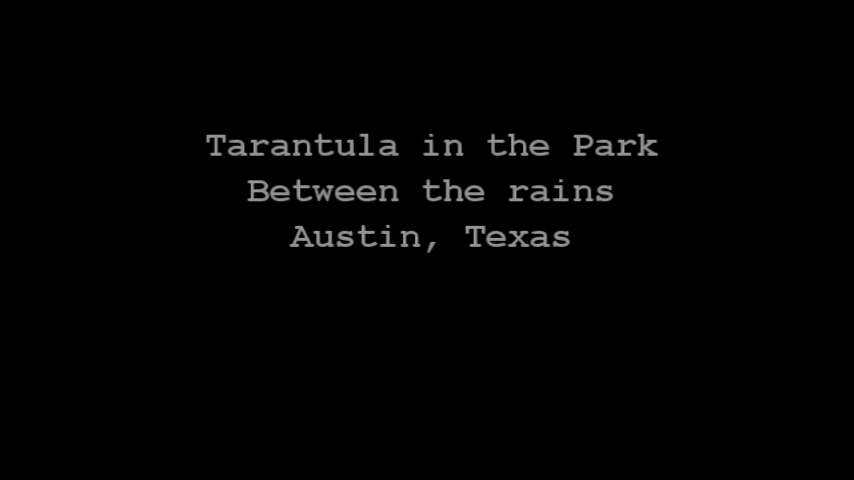 Tarantula in the Park
Between the rains
Austin, Texas